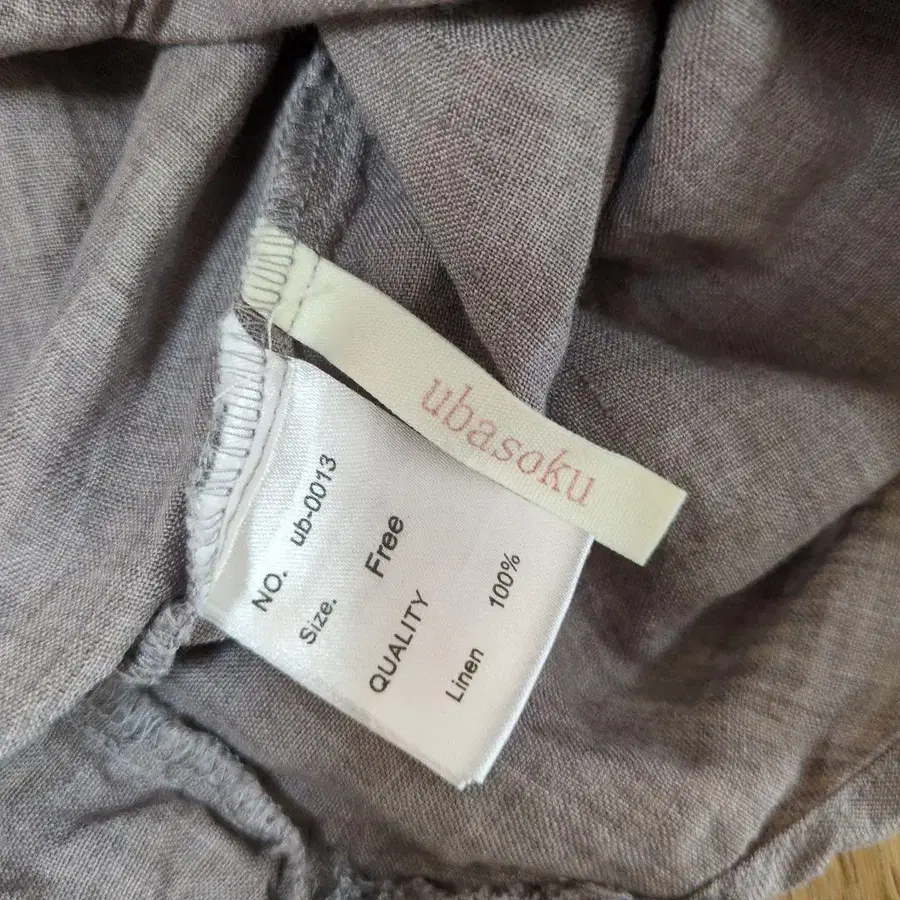 ubasoku
NO. ub-0013
Size. Free
QUALITY
Linen 100%